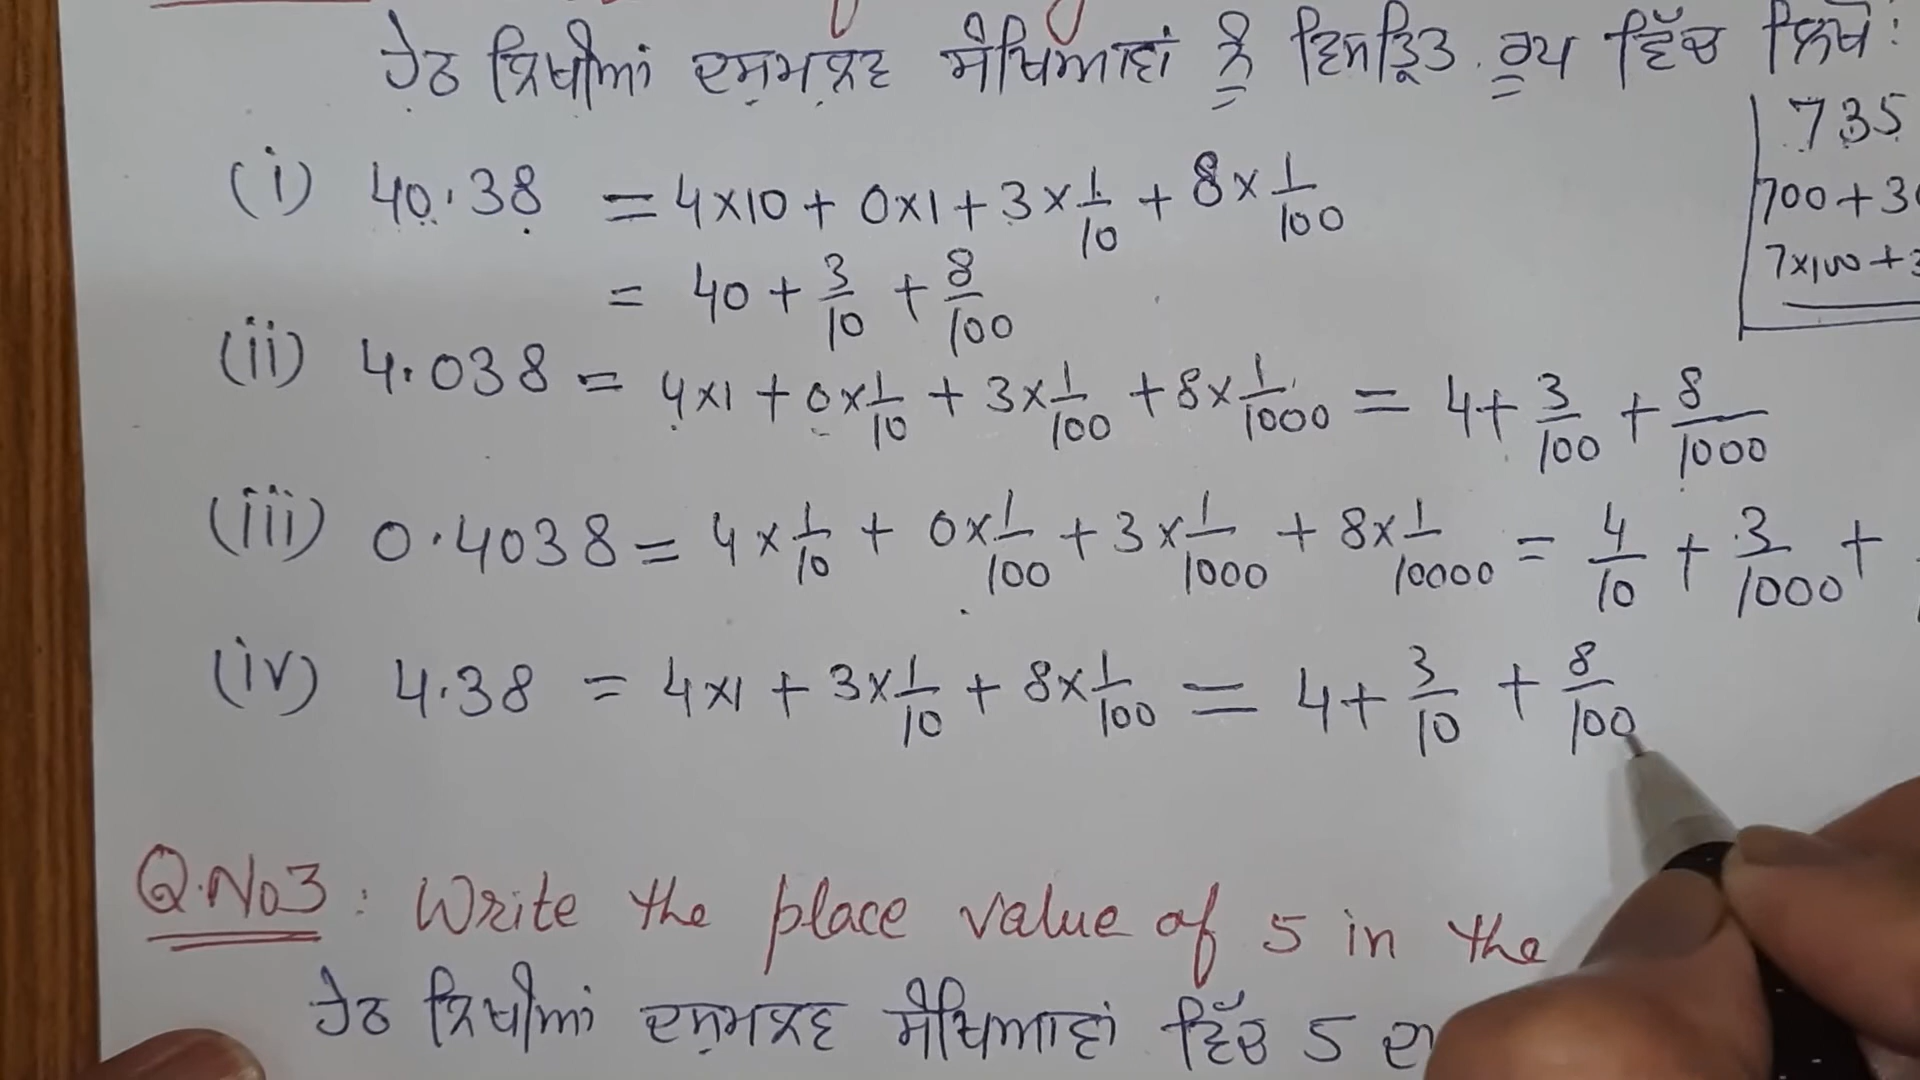 ਹੇਠ ਲਿਖੀਆਂ ਦਸ਼ਮਲਵ ਸੰਖਿਆਵਾਂ ਨੂੰ ਵਿਸਤ੍ਰਿਤ ਰੂਪ ਵਿੱਚ ਲਿਖੋ:
735
700 + 3
7×100 + 3
(i) 40.38 = 4×10 + 0×1 + 3×1/10 + 8×1/100
= 40 + 3/10 + 8/100
(ii) 4.038 = 4×1 + 0×1/10 + 3×1/100 + 8×1/1000 = 4 + 3/100 + 8/1000
(iii) 0.4038 = 4×1/10 + 0×1/100 + 3×1/1000 + 8×1/10000 = 4/10 + 3/1000 +
(iv) 4.38 = 4×1 + 3×1/10 + 8×1/100 = 4 + 3/10 + 8/100
Q.No3 : Write the place value of 5 in the
ਹੇਠ ਲਿਖੀਆਂ ਦਸ਼ਮਲਵ ਸੰਖਿਆਵਾਂ ਵਿੱਚ 5 ਦਾ